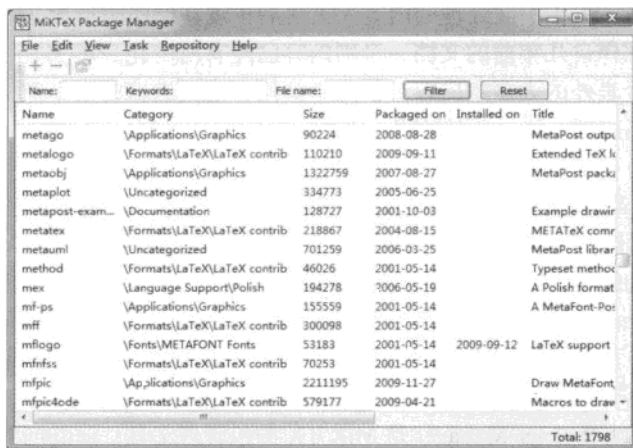 MiKTeX Package Manager
File Edit View Task Repository Help
Name: Keywords: File name: Filter Reset
Name Category Size Packaged on Installed on Title
metago \Applications\Graphics 90224 2008-08-28 MetaPost outpu
metalogo \Formats\LaTeX\LaTeX contrib 110210 2009-09-11 Extended TeX lo
metaobj \Applications\Graphics 1322759 2007-08-27 MetaPost packa
metaplot \Uncategorized 334773 2005-06-25
metapost-exam... \Documentation 128727 2001-10-03 Example drawin
metatex \Formats\LaTeX\LaTeX contrib 218867 2004-08-15 METATeX comr
metauml \Uncategorized 701259 2006-03-25 MetaPost librar
method \Formats\LaTeX\LaTeX contrib 46026 2001-05-14 Typeset method
mex \Language Support\Polish 194278 2006-05-19 A Polish format
mf-ps \Applications\Graphics 155559 2001-05-14 A MetaFont-Pos
mff \Formats\LaTeX\LaTeX contrib 300098 2001-05-14
mflogo \Fonts\METAFONT Fonts 53183 2001-05-14 2009-09-12 LaTeX support
mfnfss \Formats\LaTeX\LaTeX contrib 70253 2001-05-14
mfpic \Applications\Graphics 2211195 2009-11-27 Draw MetaFont,
mfpic4ode \Formats\LaTeX\LaTeX contrib 579177 2009-04-21 Macros to draw
Total: 1798